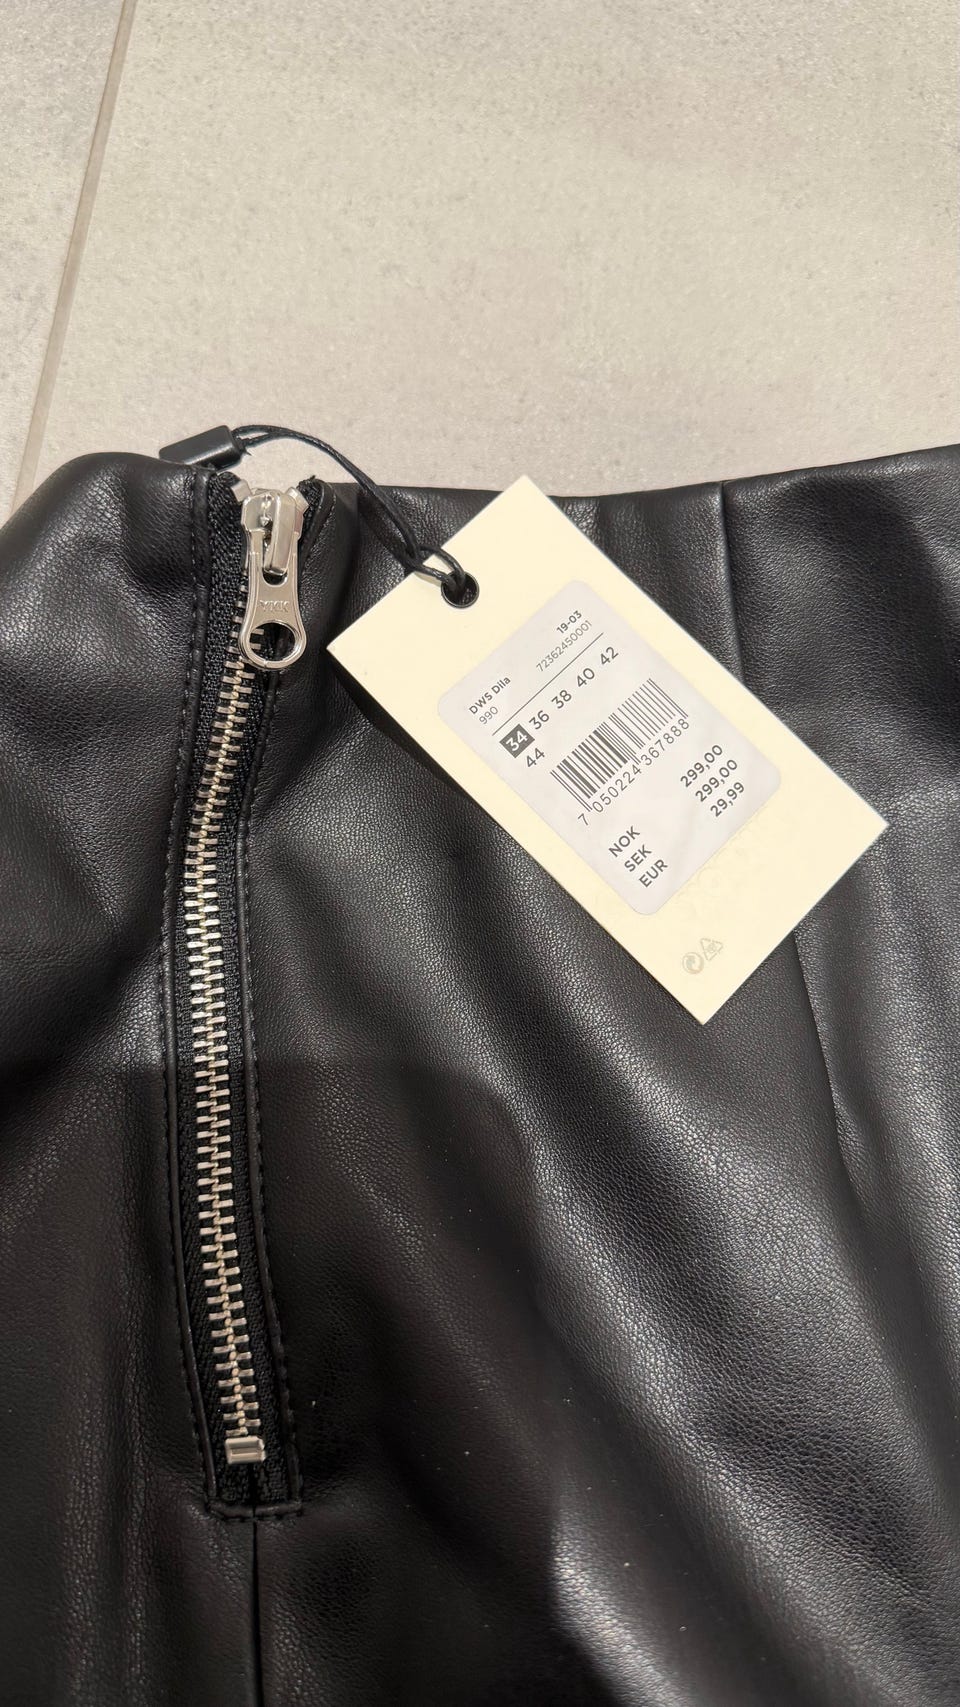 YKK
19-03
DWS Dila 72362450001
990
34 36 38 40 42
44
7 050224 367888
NOK 299,00
SEK 299,00
EUR 29,99